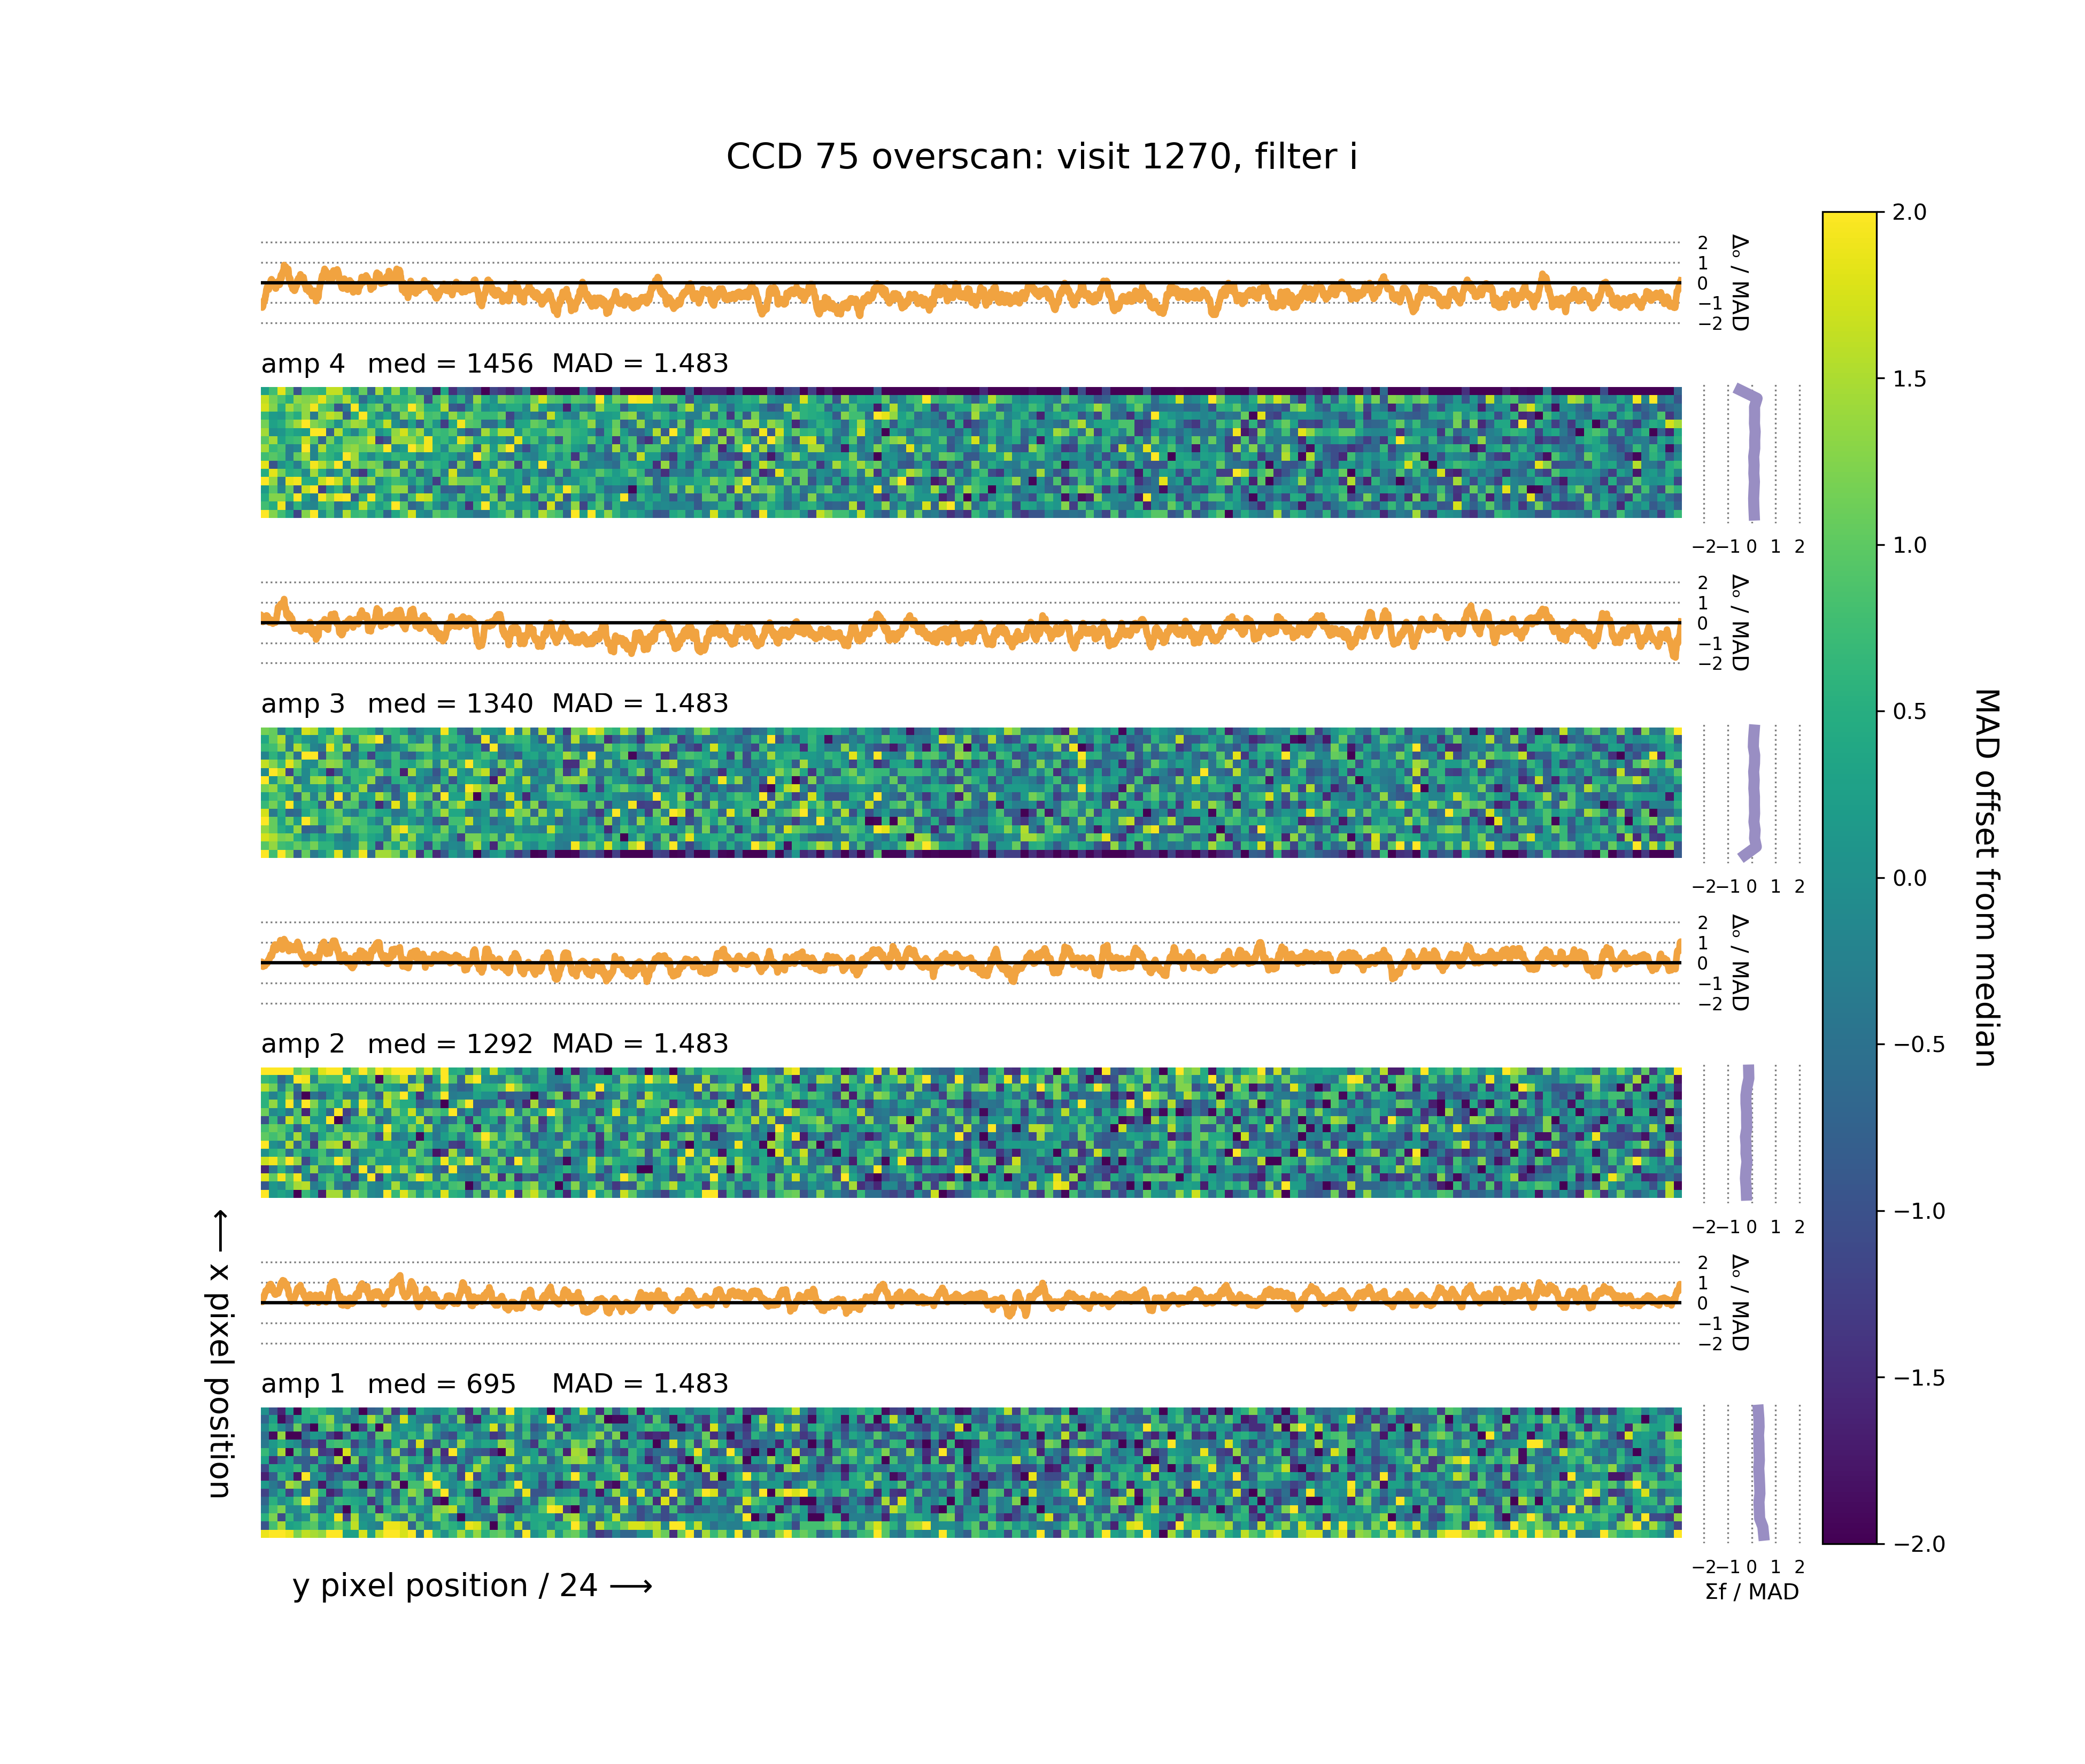 CCD 75 overscan: visit 1270, filter i
2
1
0
−1
−2
Δₒ / MAD
amp 4 med = 1456 MAD = 1.483
−2 −1 0 1 2
2
1
0
−1
−2
Δₒ / MAD
amp 3 med = 1340 MAD = 1.483
−2 −1 0 1 2
2
1
0
−1
−2
Δₒ / MAD
amp 2 med = 1292 MAD = 1.483
−2 −1 0 1 2
2
1
0
−1
−2
Δₒ / MAD
amp 1 med = 695 MAD = 1.483
−2 −1 0 1 2
Σf / MAD
⟵ x pixel position
y pixel position / 24 ⟶
2.0
1.5
1.0
0.5
0.0
−0.5
−1.0
−1.5
−2.0
MAD offset from median